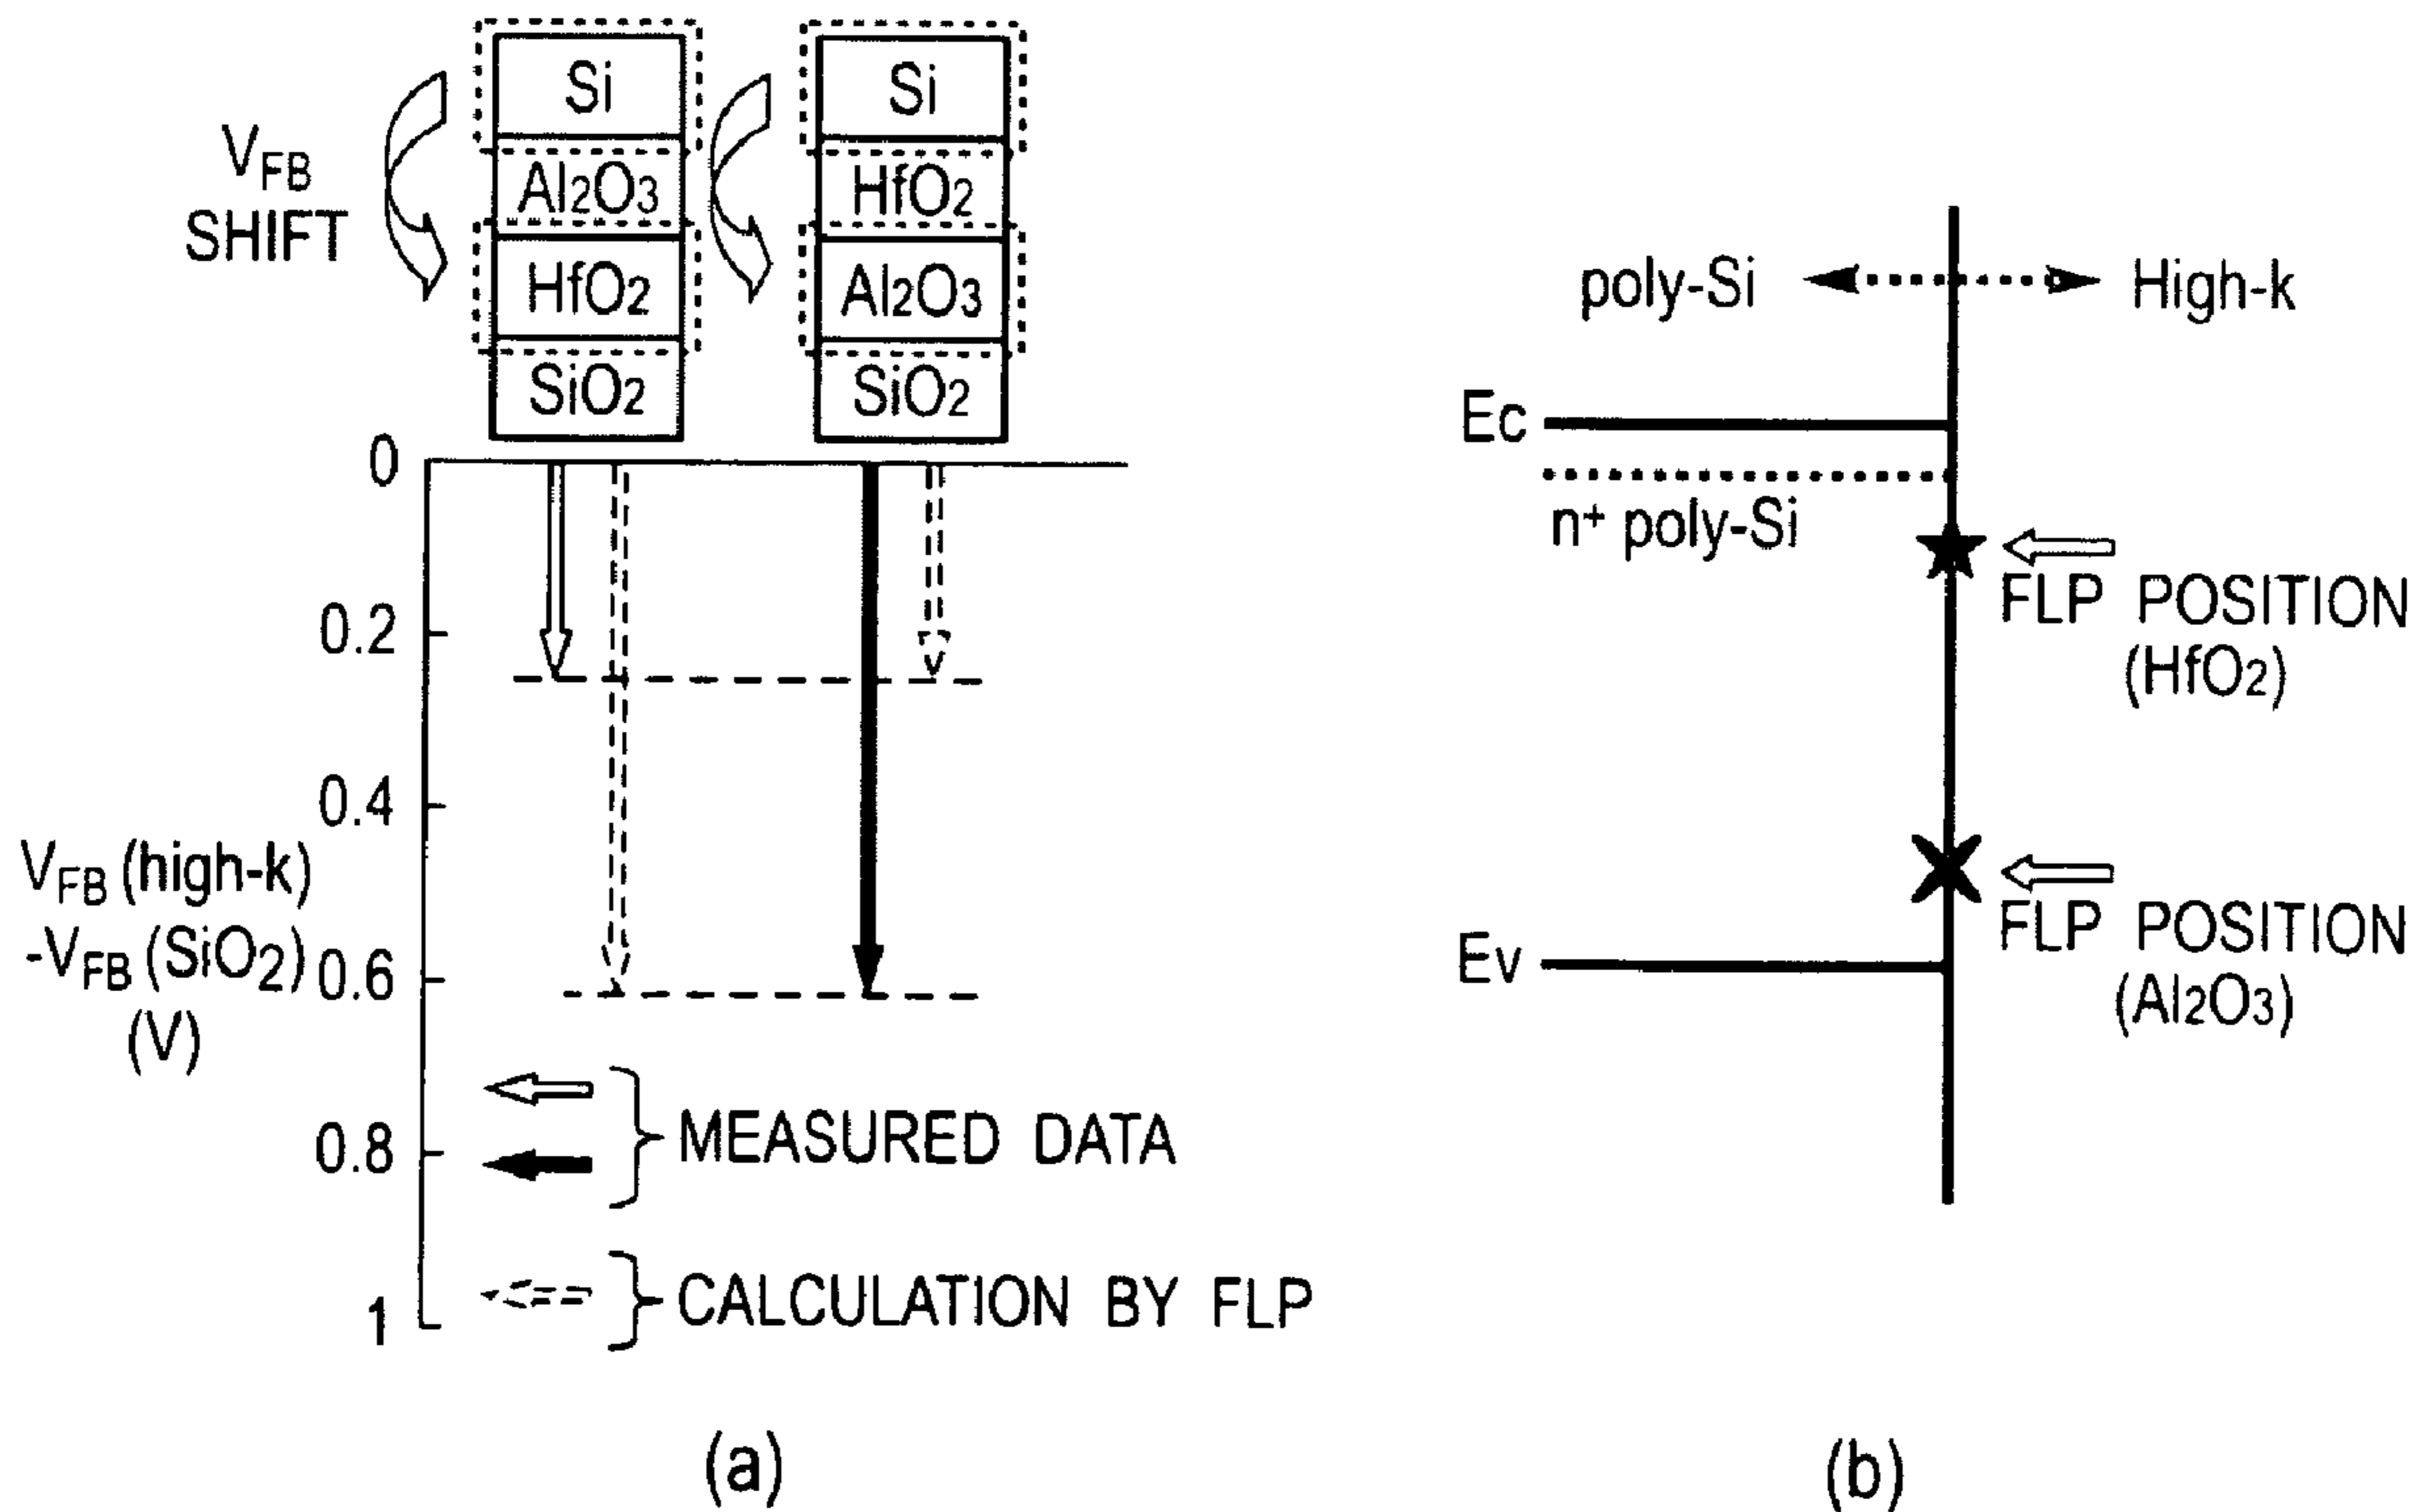 Si
Al2O3
HfO2
SiO2
Si
HfO2
Al2O3
SiO2
VFB
SHIFT
0
0.2
0.4
0.6
0.8
1
VFB (high-k)
-VFB (SiO2)
(V)
MEASURED DATA
CALCULATION BY FLP
(a)
poly-Si
High-k
Ec
n+ poly-Si
FLP POSITION
(HfO2)
FLP POSITION
(Al2O3)
Ev
(b)